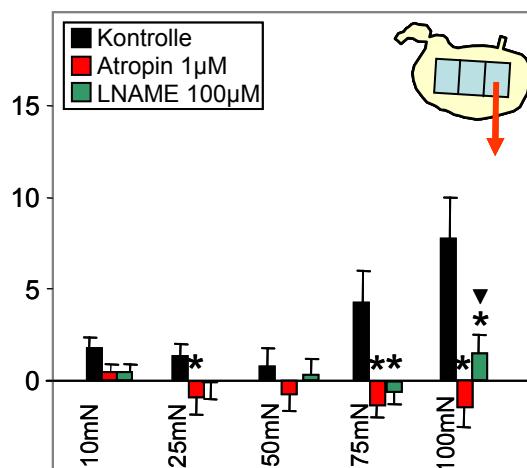 Kontrolle
Atropin 1µM
LNAME 100µM
15
10
5
0
* * * * *
10mN 25mN 50mN 75mN 100mN